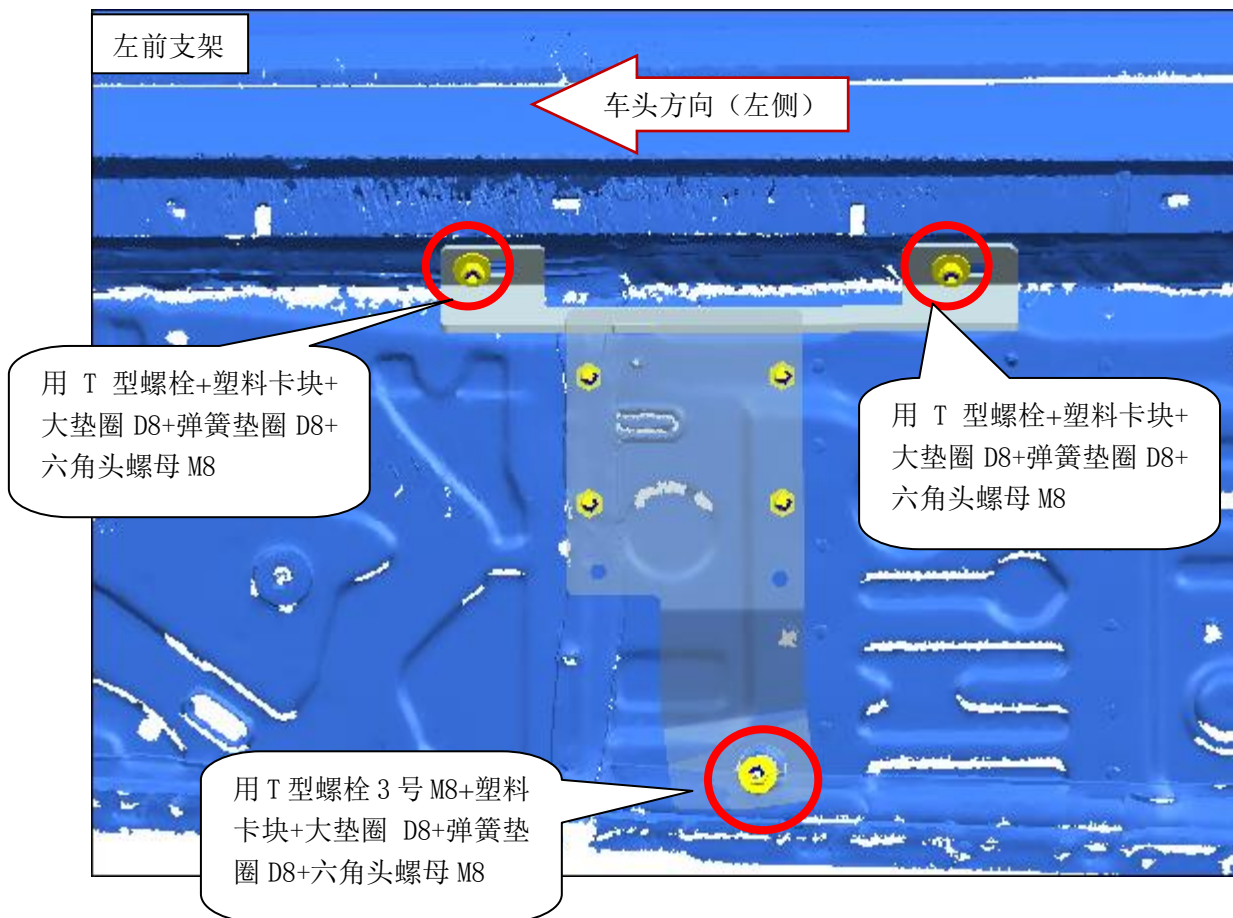 左前支架
车头方向（左侧）
用 T 型螺栓+塑料卡块+
大垫圈 D8+弹簧垫圈 D8+
六角头螺母 M8
用 T 型螺栓+塑料卡块+
大垫圈 D8+弹簧垫圈 D8+
六角头螺母 M8
用 T 型螺栓 3 号 M8+塑料
卡块+大垫圈 D8+弹簧垫
圈 D8+六角头螺母 M8